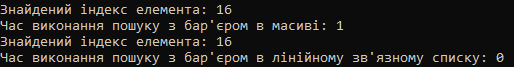 Знайдений індекс елемента: 16
Час виконання пошуку з бар'єром в масиві: 1
Знайдений індекс елемента: 16
Час виконання пошуку з бар'єром в лінійному зв'язному списку: 0